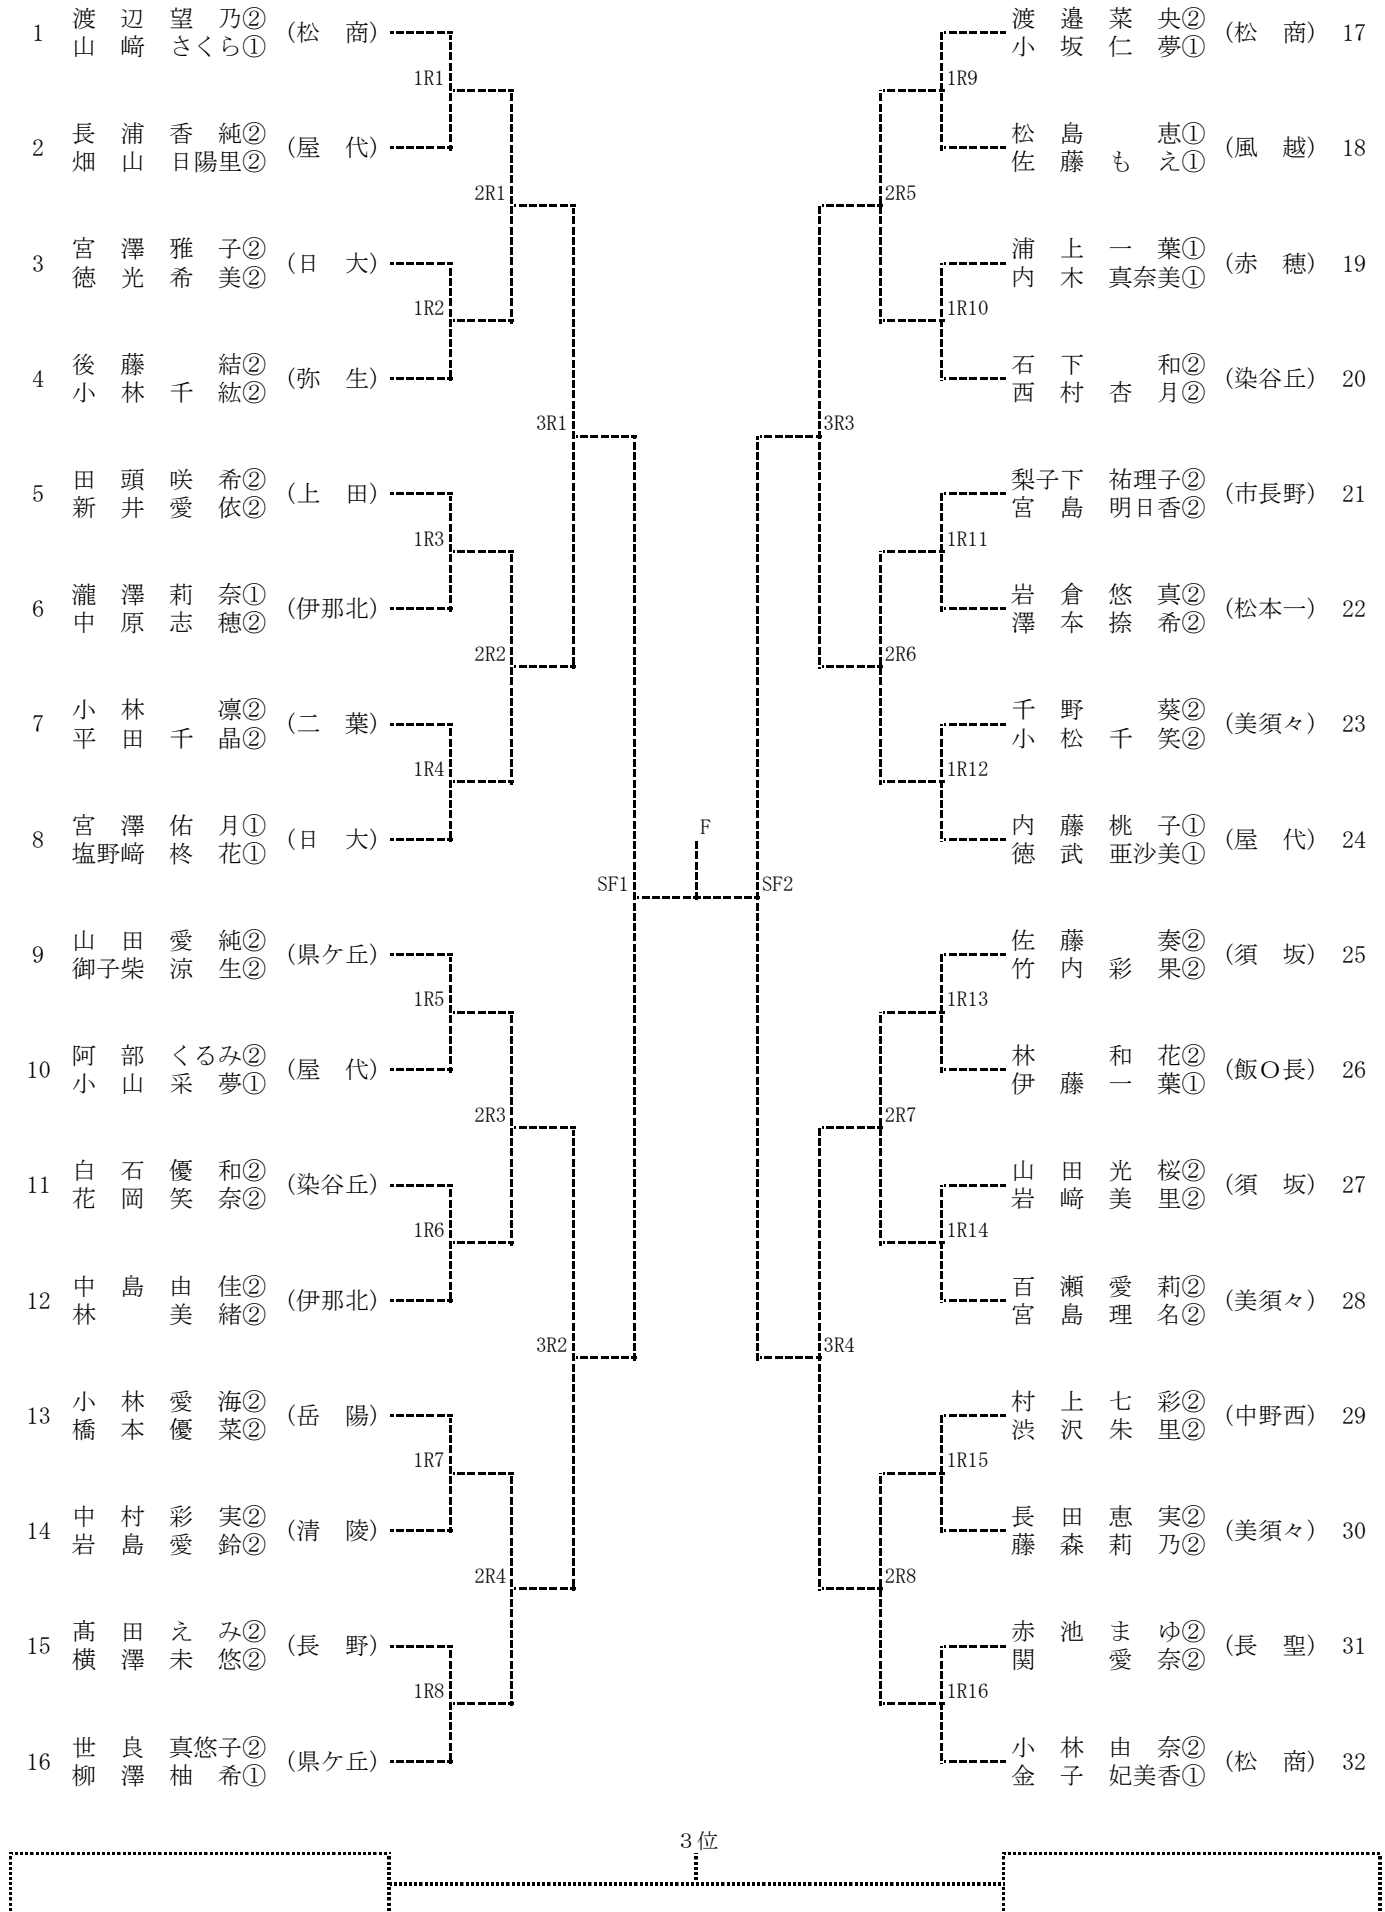 1 渡辺望乃② (松商)
山﨑さくら①
1R1
2 長浦香純② (屋代)
畑山日陽里②
2R1
3 宮澤雅子② (日大)
徳光希美②
1R2
4 後藤結② (弥生)
小林千紘②
3R1
5 田頭咲希② (上田)
新井愛依②
1R3
6 瀧澤莉奈① (伊那北)
中原志穂②
2R2
7 小林凛② (二葉)
平田千晶②
1R4
8 宮澤佑月① (日大)
塩野﨑柊花①
SF1
9 山田愛純② (県ケ丘)
御子柴涼生②
1R5
10 阿部くるみ② (屋代)
小山采夢①
2R3
11 白石優和② (染谷丘)
花岡笑奈②
1R6
12 中島由佳② (伊那北)
林美緒②
3R2
13 小林愛海② (岳陽)
橋本優菜②
1R7
14 中村彩実② (清陵)
岩島愛鈴②
2R4
15 髙田えみ② (長野)
横澤未悠②
1R8
16 世良真悠子② (県ケ丘)
柳澤柚希①
F
渡邉菜央② (松商) 17
小坂仁夢①
1R9
松島恵① (風越) 18
佐藤もえ①
2R5
浦上一葉① (赤穂) 19
内木真奈美①
1R10
石下和② (染谷丘) 20
西村杏月②
3R3
梨子下祐理子② (市長野) 21
宮島明日香②
1R11
岩倉悠真② (松本一) 22
澤本捺希②
2R6
千野葵② (美須々) 23
小松千笑②
1R12
内藤桃子① (屋代) 24
徳武亜沙美①
SF2
佐藤奏② (須坂) 25
竹内彩果②
1R13
林和花② (飯O長) 26
伊藤一葉①
2R7
山田光桜② (須坂) 27
岩﨑美里②
1R14
百瀬愛莉② (美須々) 28
宮島理名②
3R4
村上七彩② (中野西) 29
渋沢朱里②
1R15
長田恵実② (美須々) 30
藤森莉乃②
2R8
赤池まゆ② (長聖) 31
関愛奈②
1R16
小林由奈② (松商) 32
金子妃美香①
3位